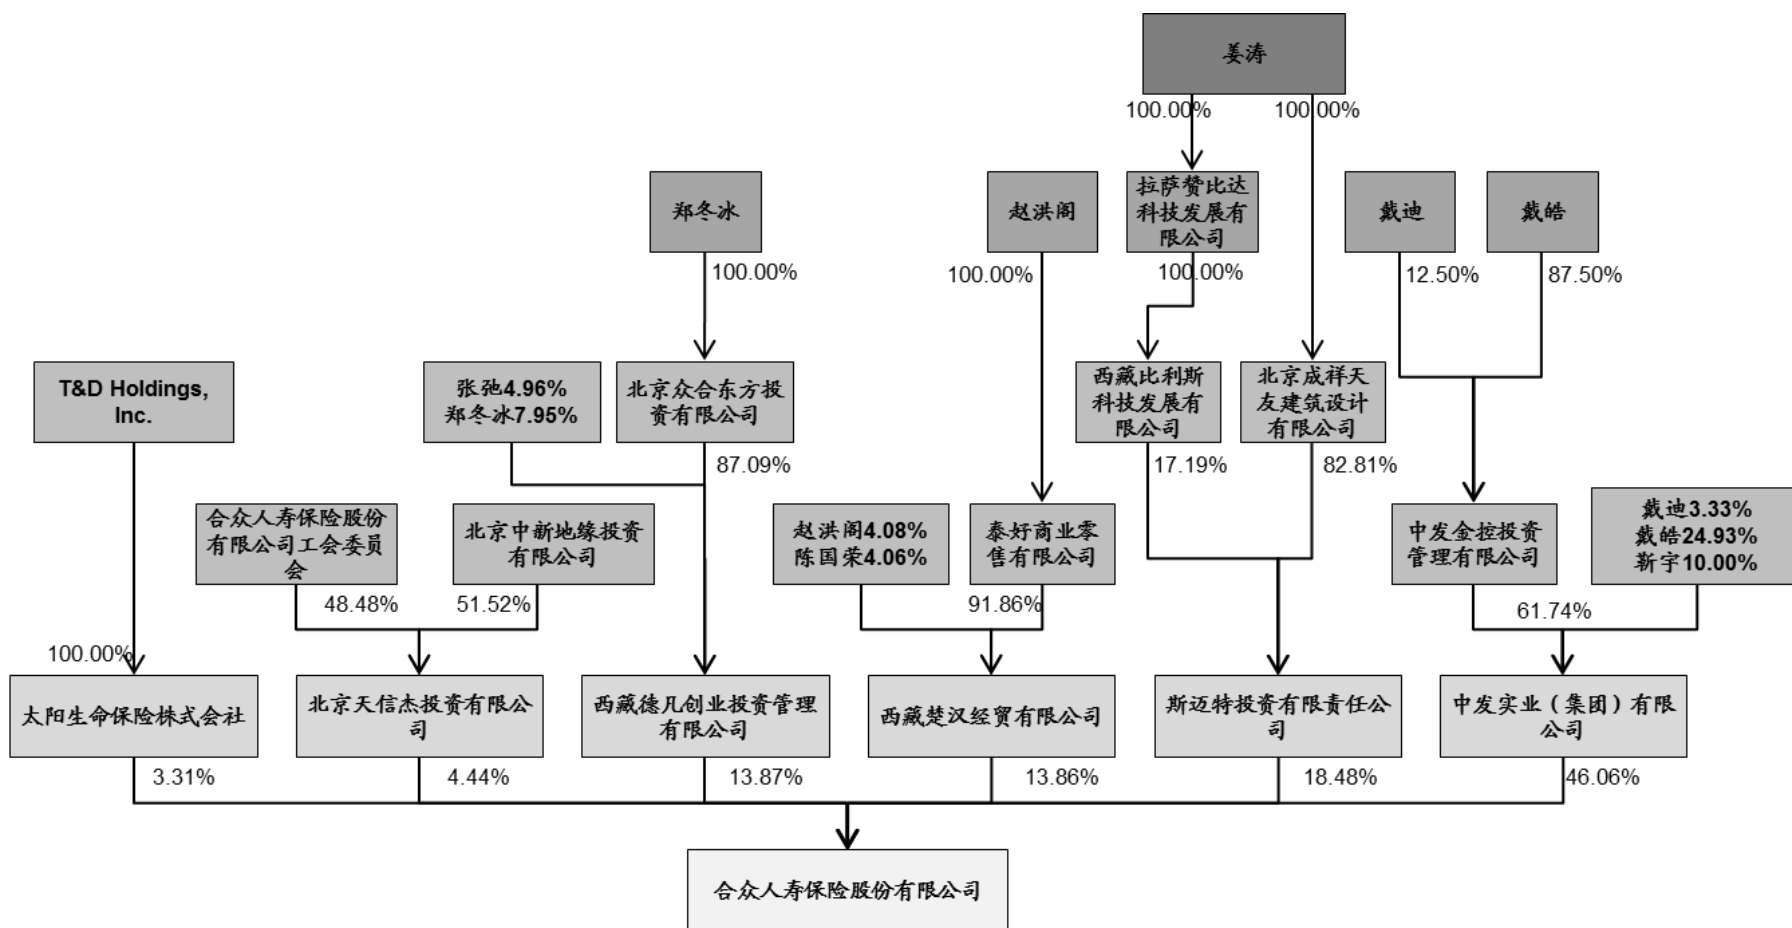 姜涛
100.00%
100.00%
郑冬冰
赵洪阁
拉萨赞比达
科技发展有
限公司
戴迪
戴皓
100.00%
100.00%
100.00%
12.50%
87.50%
T&D Holdings,
Inc.
张弛4.96%
郑冬冰7.95%
北京众合东方投
资有限公司
西藏比利斯
科技发展有
限公司
北京成祥天
友建筑设计
有限公司
87.09%
17.19%
82.81%
合众人寿保险股份
有限公司工会委员
会
北京中新地缘投资
有限公司
赵洪阁4.08%
陈国荣4.06%
泰好商业零
售有限公司
中发金控投资
管理有限公司
戴迪3.33%
戴皓24.93%
靳宇10.00%
48.48%
51.52%
91.86%
61.74%
100.00%
太阳生命保险株式会社
北京天信杰投资有限公
司
西藏德凡创业投资管理
有限公司
西藏楚汉经贸有限公司
斯迈特投资有限责任公
司
中发实业（集团）有限
公司
3.31%
4.44%
13.87%
13.86%
18.48%
46.06%
合众人寿保险股份有限公司